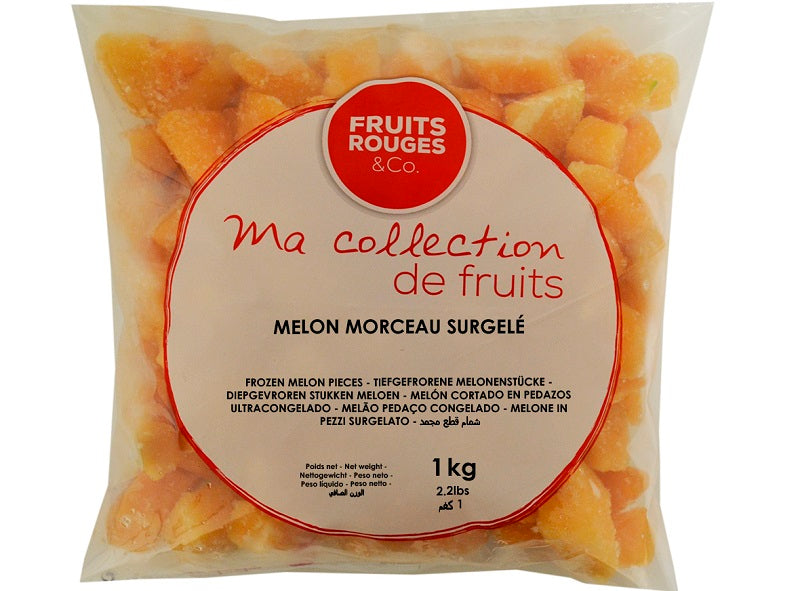 FRUITS
ROUGES
&Co.
Ma collection
de fruits
MELON MORCEAU SURGELÉ
FROZEN MELON PIECES - TIEFGEFRORENE MELONENSTÜCKE -
DIEPGEVROREN STUKKEN MELOEN - MELÓN CORTADO EN PEDAZOS
ULTRACONGELADO - MELÃO PEDAÇO CONGELADO - MELONE IN
PEZZI SURGELATO - شمام قطع مجمد
Poids net - Net weight -
Nettogewicht - Peso neto -
Peso líquido - Peso netto -
الوزن الصافي
1 kg
2.2lbs
1 كغم